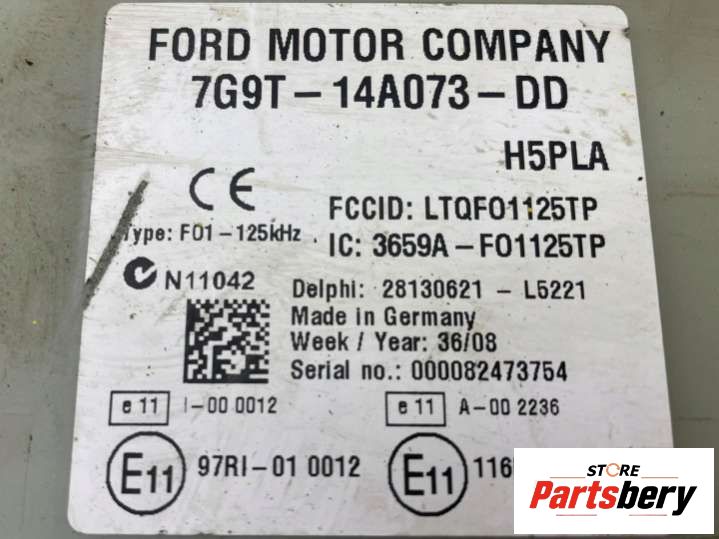 FORD MOTOR COMPANY
7G9T-14A073-DD
H5PLA
CE
FCCID: LTQFO1125TP
Type: F01-125kHz
IC: 3659A-FO1125TP
N11042
Delphi: 28130621 - L5221
Made in Germany
Week / Year: 36/08
Serial no.: 000082473754
e 11 I-00 0012
e 11 A-00 2236
E11 97RI-01 0012
E11
STORE
Partsbery